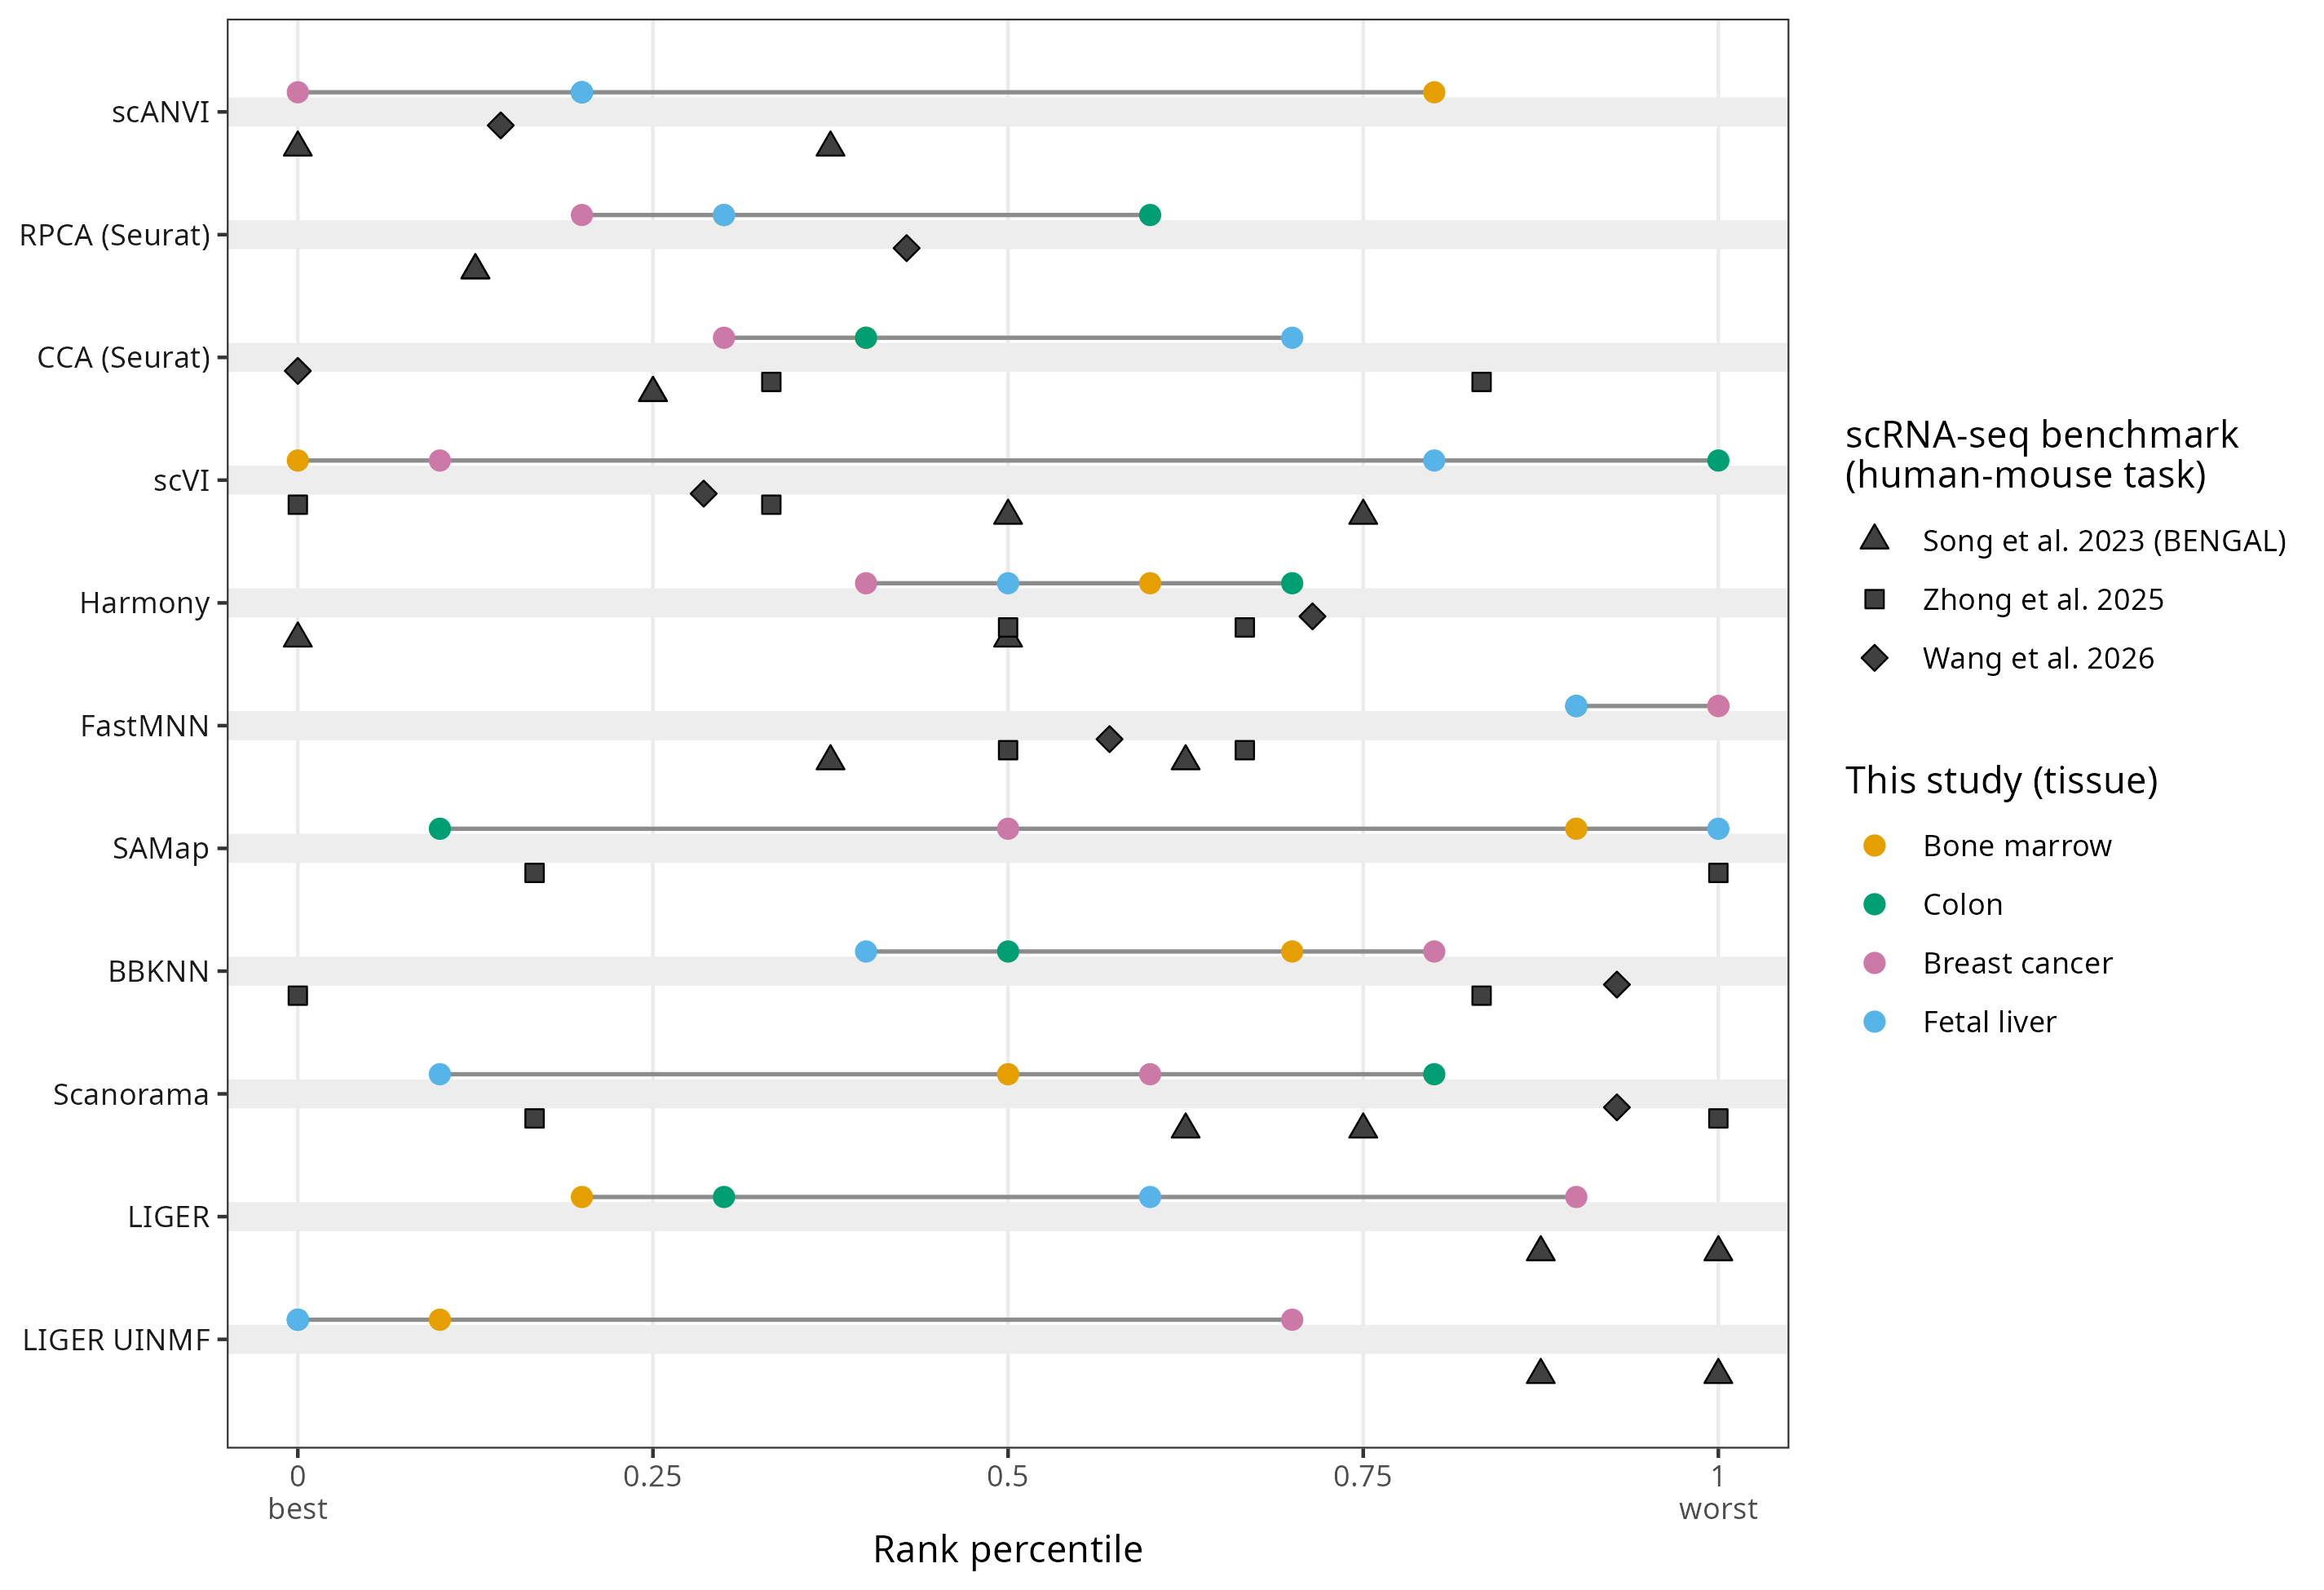 scANVI
RPCA (Seurat)
CCA (Seurat)
scVI
Harmony
FastMNN
SAMap
BBKNN
Scanorama
LIGER
LIGER UINMF
0
best
0.25
0.5
0.75
1
worst
Rank percentile
scRNA-seq benchmark
(human-mouse task)
Song et al. 2023 (BENGAL)
Zhong et al. 2025
Wang et al. 2026
This study (tissue)
Bone marrow
Colon
Breast cancer
Fetal liver